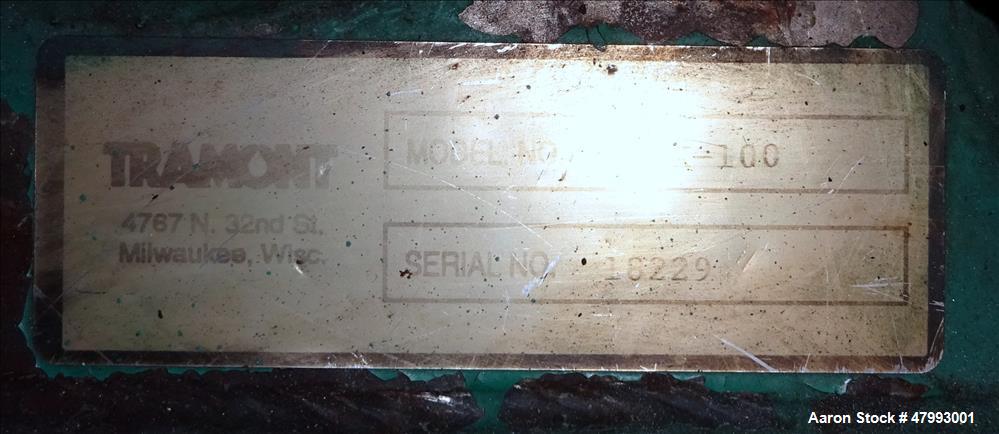 TRAMONT
4767 N. 32nd St.
Milwaukee, Wisc.
MODEL NO -100
SERIAL NO 18229
Aaron Stock # 47993001